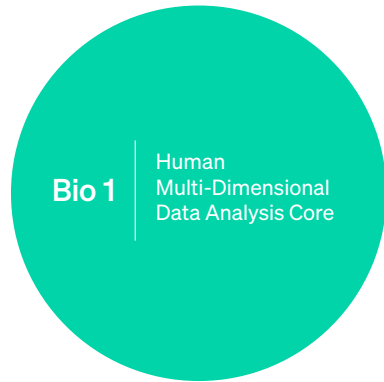 Bio 1
Human
Multi-Dimensional
Data Analysis Core